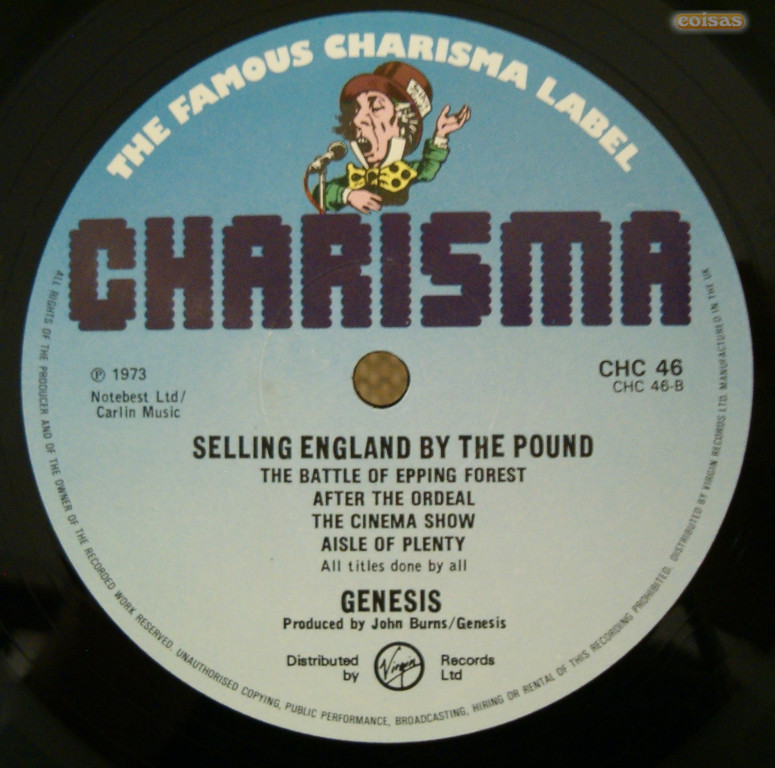 coisas
THE FAMOUS CHARISMA LABEL
CHARISMA
℗ 1973
Notebest Ltd/
Carlin Music
CHC 46
CHC 46-B
SELLING ENGLAND BY THE POUND
THE BATTLE OF EPPING FOREST
AFTER THE ORDEAL
THE CINEMA SHOW
AISLE OF PLENTY
All titles done by all
GENESIS
Produced by John Burns/Genesis
Distributed
by
Virgin
Records
Ltd
ALL RIGHTS OF THE PRODUCER AND OF THE OWNER OF THE RECORDED WORK RESERVED. UNAUTHORISED COPYING, PUBLIC PERFORMANCE, BROADCASTING, HIRING OR RENTAL OF THIS RECORDING PROHIBITED. DISTRIBUTED BY VIRGIN RECORDS LTD. MANUFACTURED IN THE UK